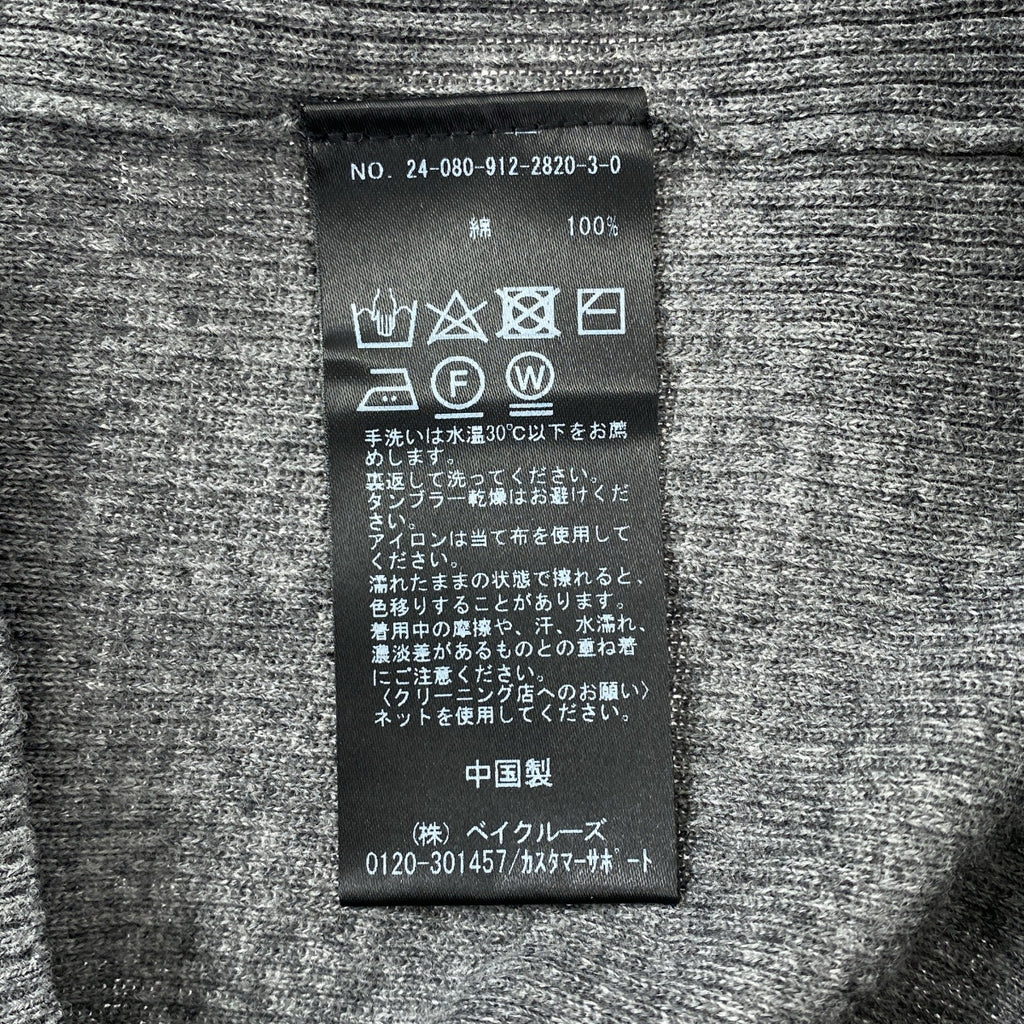 NO. 24-080-912-2820-3-0
綿 100%
F W
手洗いは水温30℃以下をお薦
めします。
裏返して洗ってください。
タンブラー乾燥はお避けくだ
さい。
アイロンは当て布を使用して
ください。
濡れたままの状態で擦れると、
色移りすることがあります。
着用中の摩擦や、汗、水濡れ、
濃淡差があるものとの重ね着
にご注意ください。
〈クリーニング店へのお願い〉
ネットを使用してください。
中国製
(株) ベイクルーズ
0120-301457/ｶｽﾀﾏｰｻﾎﾟｰﾄ